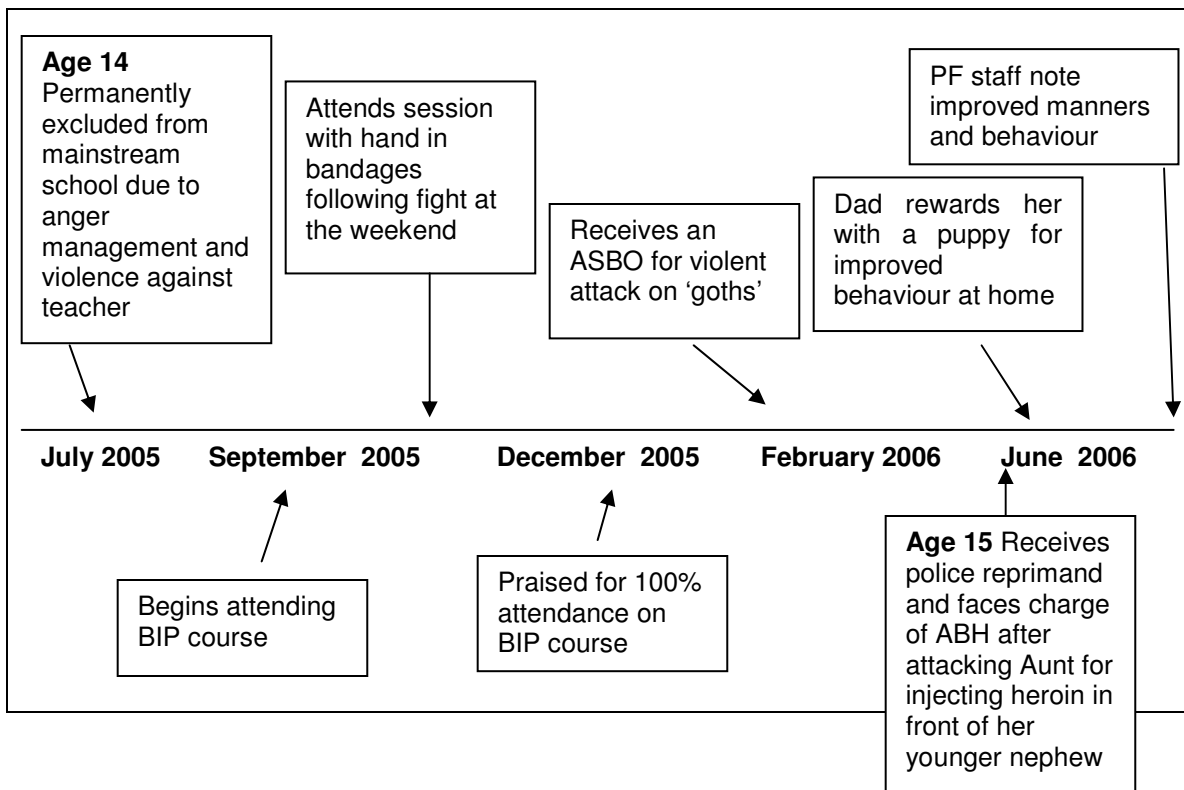 Age 14
Permanently
excluded from
mainstream
school due to
anger
management and
violence against
teacher
Attends session
with hand in
bandages
following fight at
the weekend
Receives an
ASBO for violent
attack on ‘goths’
PF staff note
improved manners
and behaviour
Dad rewards her
with a puppy for
improved
behaviour at home
July 2005 September 2005 December 2005 February 2006 June 2006
Begins attending
BIP course
Praised for 100%
attendance on
BIP course
Age 15 Receives
police reprimand
and faces charge
of ABH after
attacking Aunt for
injecting heroin in
front of her
younger nephew